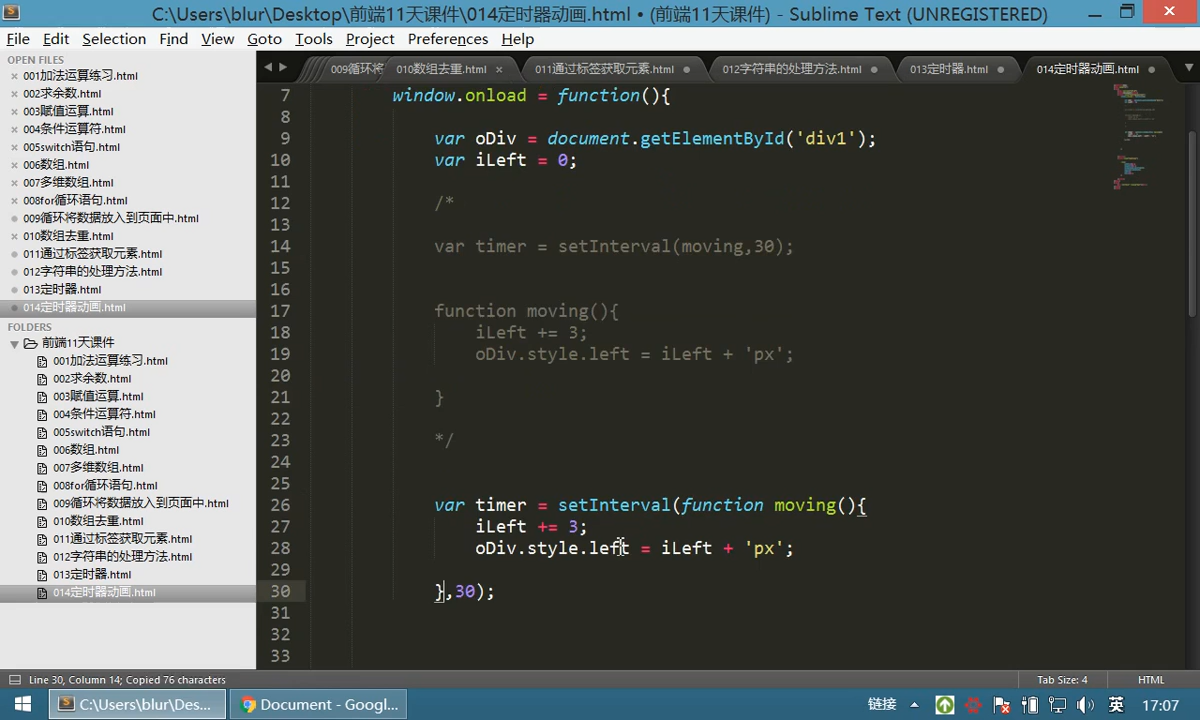 C:\Users\blur\Desktop\前端11天课件\014定时器动画.html • (前端11天课件) - Sublime Text (UNREGISTERED)
File Edit Selection Find View Goto Tools Project Preferences Help
OPEN FILES
001加法运算练习.html
002求余数.html
003赋值运算.html
004条件运算符.html
005switch语句.html
006数组.html
007多维数组.html
008for循环语句.html
009循环将数据放入到页面中.html
010数组去重.html
011通过标签获取元素.html
012字符串的处理方法.html
013定时器.html
014定时器动画.html
FOLDERS
前端11天课件
001加法运算练习.html
002求余数.html
003赋值运算.html
004条件运算符.html
005switch语句.html
006数组.html
007多维数组.html
008for循环语句.html
009循环将数据放入到页面中.html
010数组去重.html
011通过标签获取元素.html
012字符串的处理方法.html
013定时器.html
014定时器动画.html
009循环将 010数组去重.html 011通过标签获取元素.html 012字符串的处理方法.html 013定时器.html 014定时器动画.html
7 window.onload = function(){
8
9 var oDiv = document.getElementById('div1');
10 var iLeft = 0;
11
12 /*
13
14 var timer = setInterval(moving,30);
15
16
17 function moving(){
18 iLeft += 3;
19 oDiv.style.left = iLeft + 'px';
20
21 }
22
23 */
24
25
26 var timer = setInterval(function moving(){
27 iLeft += 3;
28 oDiv.style.left = iLeft + 'px';
29
30 },30);
31
32
33
Line 30, Column 14; Copied 76 characters Tab Size: 4 HTML
C:\Users\blur\Des... Document - Googl... 链接 英 17:07